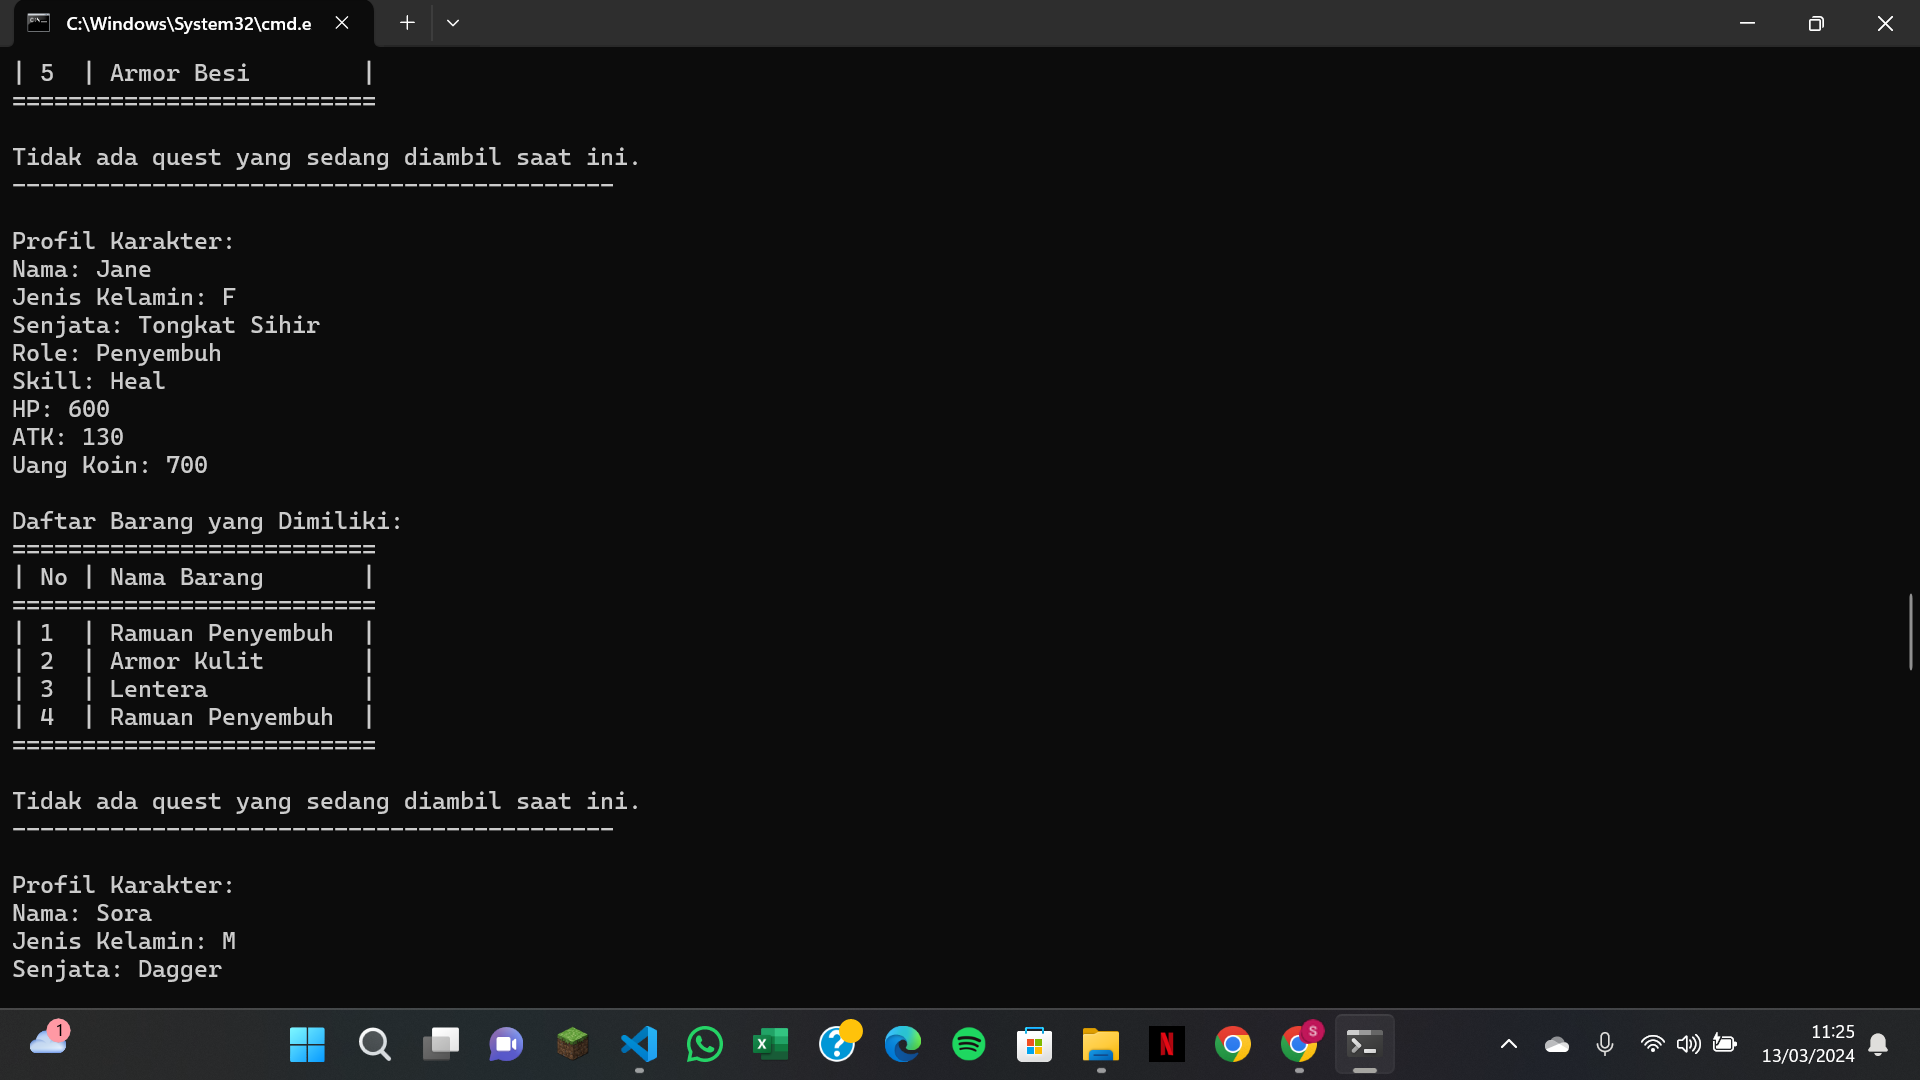 C:\Windows\System32\cmd.e
| 5  | Armor Besi        |
==========================
Tidak ada quest yang sedang diambil saat ini.
-------------------------------------------
Profil Karakter:
Nama: Jane
Jenis Kelamin: F
Senjata: Tongkat Sihir
Role: Penyembuh
Skill: Heal
HP: 600
ATK: 130
Uang Koin: 700
Daftar Barang yang Dimiliki:
==========================
| No | Nama Barang       |
==========================
| 1  | Ramuan Penyembuh  |
| 2  | Armor Kulit       |
| 3  | Lentera           |
| 4  | Ramuan Penyembuh  |
==========================
Tidak ada quest yang sedang diambil saat ini.
-------------------------------------------
Profil Karakter:
Nama: Sora
Jenis Kelamin: M
Senjata: Dagger
1
S
11:25
13/03/2024